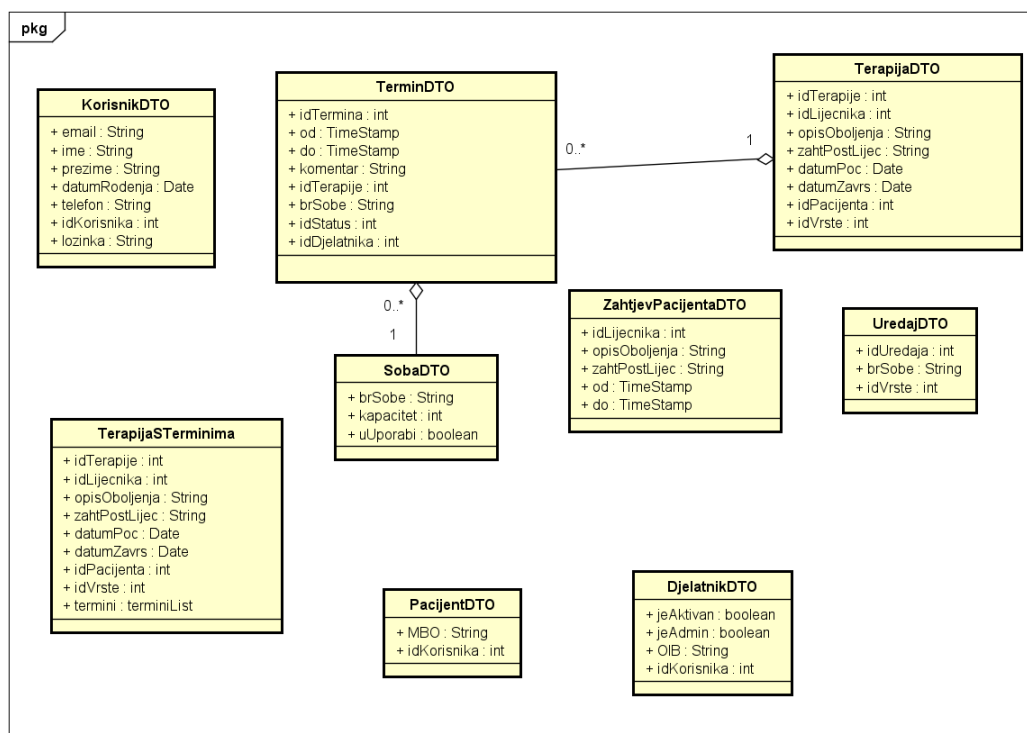 pkg
KorisnikDTO
+ email : String
+ ime : String
+ prezime : String
+ datumRodenja : Date
+ telefon : String
+ idKorisnika : int
+ lozinka : String
TerminDTO
+ idTermina : int
+ od : TimeStamp
+ do : TimeStamp
+ komentar : String
+ idTerapije : int
+ brSobe : String
+ idStatus : int
+ idDjelatnika : int
0..*
1
TerapijaDTO
+ idTerapije : int
+ idLijecnika : int
+ opisOboljenja : String
+ zahtPostLijec : String
+ datumPoc : Date
+ datumZavrs : Date
+ idPacijenta : int
+ idVrste : int
0..*
1
SobaDTO
+ brSobe : String
+ kapacitet : int
+ uUporabi : boolean
ZahtjevPacijentaDTO
+ idLijecnika : int
+ opisOboljenja : String
+ zahtPostLijec : String
+ od : TimeStamp
+ do : TimeStamp
UredajDTO
+ idUredaja : int
+ brSobe : String
+ idVrste : int
TerapijaSTerminima
+ idTerapije : int
+ idLijecnika : int
+ opisOboljenja : String
+ zahtPostLijec : String
+ datumPoc : Date
+ datumZavrs : Date
+ idPacijenta : int
+ idVrste : int
+ termini : terminiList
PacijentDTO
+ MBO : String
+ idKorisnika : int
DjelatnikDTO
+ jeAktivan : boolean
+ jeAdmin : boolean
+ OIB : String
+ idKorisnika : int